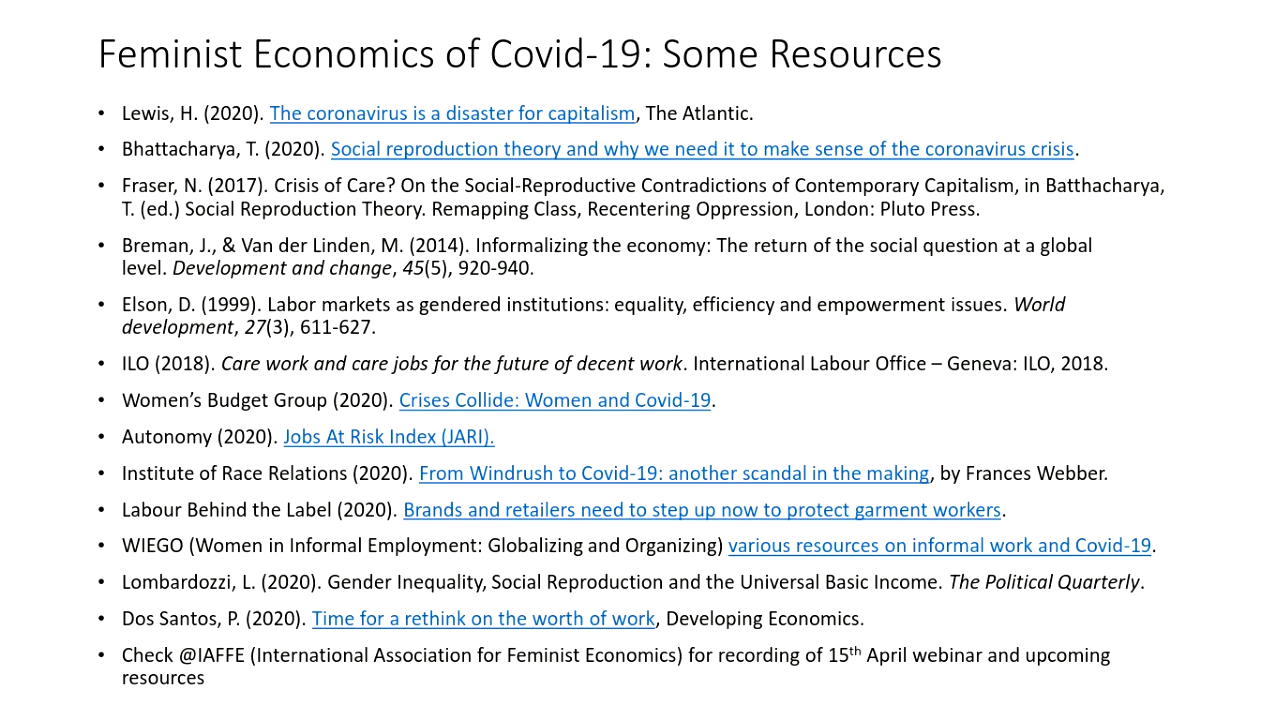 Feminist Economics of Covid-19: Some Resources
• Lewis, H. (2020). The coronavirus is a disaster for capitalism, The Atlantic.
• Bhattacharya, T. (2020). Social reproduction theory and why we need it to make sense of the coronavirus crisis.
• Fraser, N. (2017). Crisis of Care? On the Social-Reproductive Contradictions of Contemporary Capitalism, in Batthacharya,
T. (ed.) Social Reproduction Theory. Remapping Class, Recentering Oppression, London: Pluto Press.
• Breman, J., & Van der Linden, M. (2014). Informalizing the economy: The return of the social question at a global
level. Development and change, 45(5), 920-940.
• Elson, D. (1999). Labor markets as gendered institutions: equality, efficiency and empowerment issues. World
development, 27(3), 611-627.
• ILO (2018). Care work and care jobs for the future of decent work. International Labour Office – Geneva: ILO, 2018.
• Women’s Budget Group (2020). Crises Collide: Women and Covid-19.
• Autonomy (2020). Jobs At Risk Index (JARI).
• Institute of Race Relations (2020). From Windrush to Covid-19: another scandal in the making, by Frances Webber.
• Labour Behind the Label (2020). Brands and retailers need to step up now to protect garment workers.
• WIEGO (Women in Informal Employment: Globalizing and Organizing) various resources on informal work and Covid-19.
• Lombardozzi, L. (2020). Gender Inequality, Social Reproduction and the Universal Basic Income. The Political Quarterly.
• Dos Santos, P. (2020). Time for a rethink on the worth of work, Developing Economics.
• Check @IAFFE (International Association for Feminist Economics) for recording of 15th April webinar and upcoming
resources